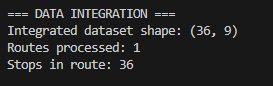 === DATA INTEGRATION ===
Integrated dataset shape: (36, 9)
Routes processed: 1
Stops in route: 36